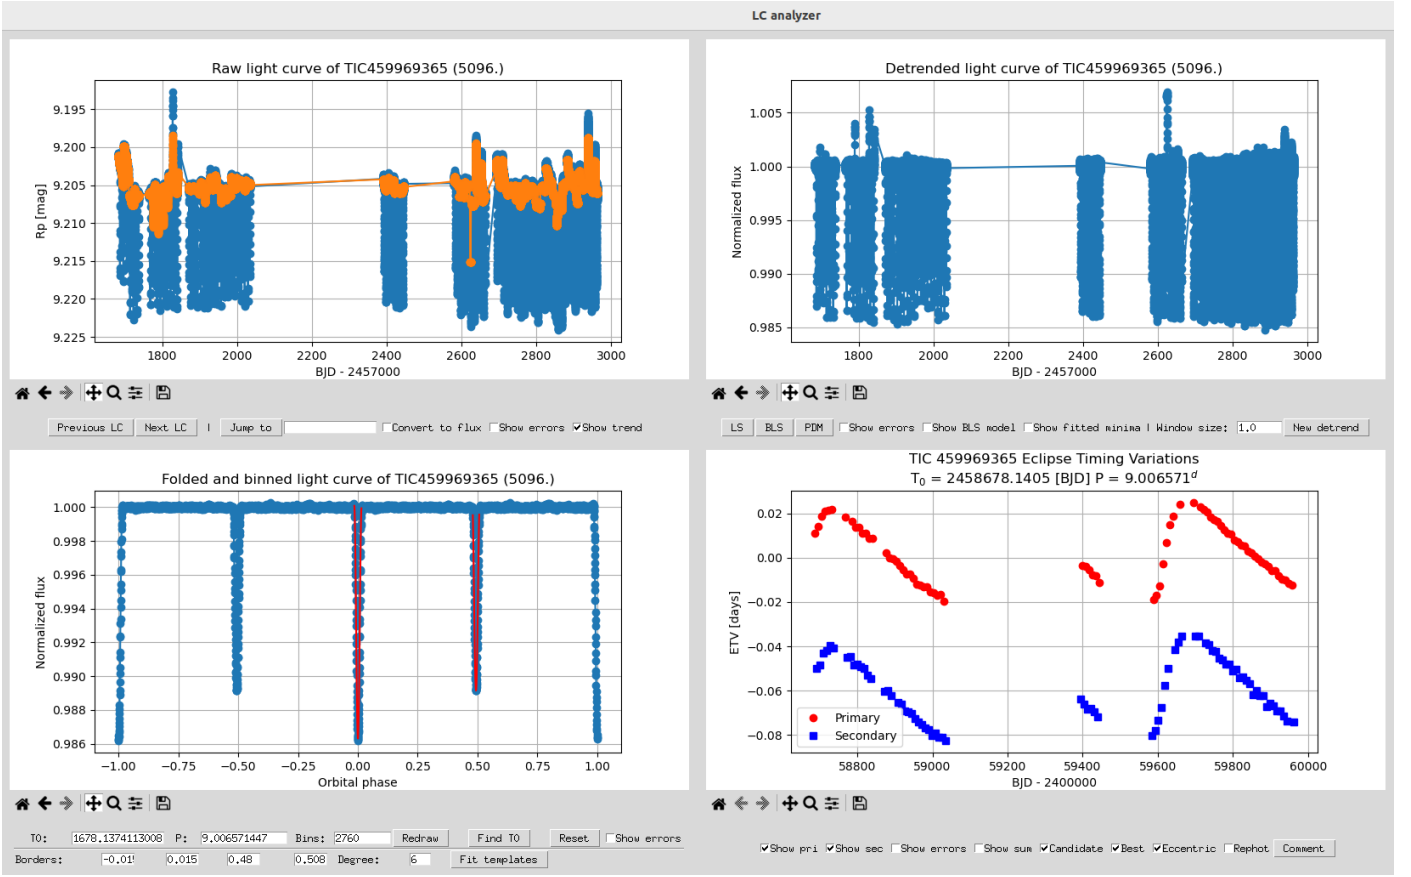 LC analyzer
Raw light curve of TIC459969365 (5096.)
9.195
9.200
9.205
9.210
9.215
9.220
9.225
Rp [mag]
1800 2000 2200 2400 2600 2800 3000
BJD - 2457000
Detrended light curve of TIC459969365 (5096.)
1.005
1.000
0.995
0.990
0.985
Normalized flux
1800 2000 2200 2400 2600 2800 3000
BJD - 2457000
Previous LC Next LC | Jump to Convert to flux Show errors Show trend
LS BLS PDM Show errors Show BLS model Show fitted minima | Window size: 1.0 New detrend
Folded and binned light curve of TIC459969365 (5096.)
1.000
0.998
0.996
0.994
0.992
0.990
0.988
0.986
Normalized flux
−1.00 −0.75 −0.50 −0.25 0.00 0.25 0.50 0.75 1.00
Orbital phase
TIC 459969365 Eclipse Timing Variations
T0 = 2458678.1405 [BJD] P = 9.006571d
0.02
0.00
−0.02
−0.04
−0.06
−0.08
ETV [days]
Primary
Secondary
58800 59000 59200 59400 59600 59800 60000
BJD - 2400000
T0: 1678.1374113008 P: 9.006571447 Bins: 2760 Redraw Find T0 Reset Show errors
Borders: -0.01 0.015 0.48 0.508 Degree: 6 Fit templates
Show pri Show sec Show errors Show sum Candidate Best Eccentric Rephot Comment